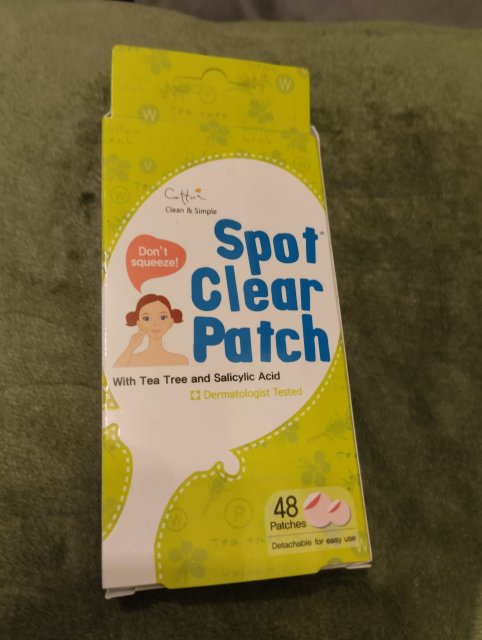 Cettua
Clean & Simple
Don't
squeeze!
Spot
Clear
Patch
With Tea Tree and Salicylic Acid
Dermatologist Tested
48
Patches
Detachable for easy use